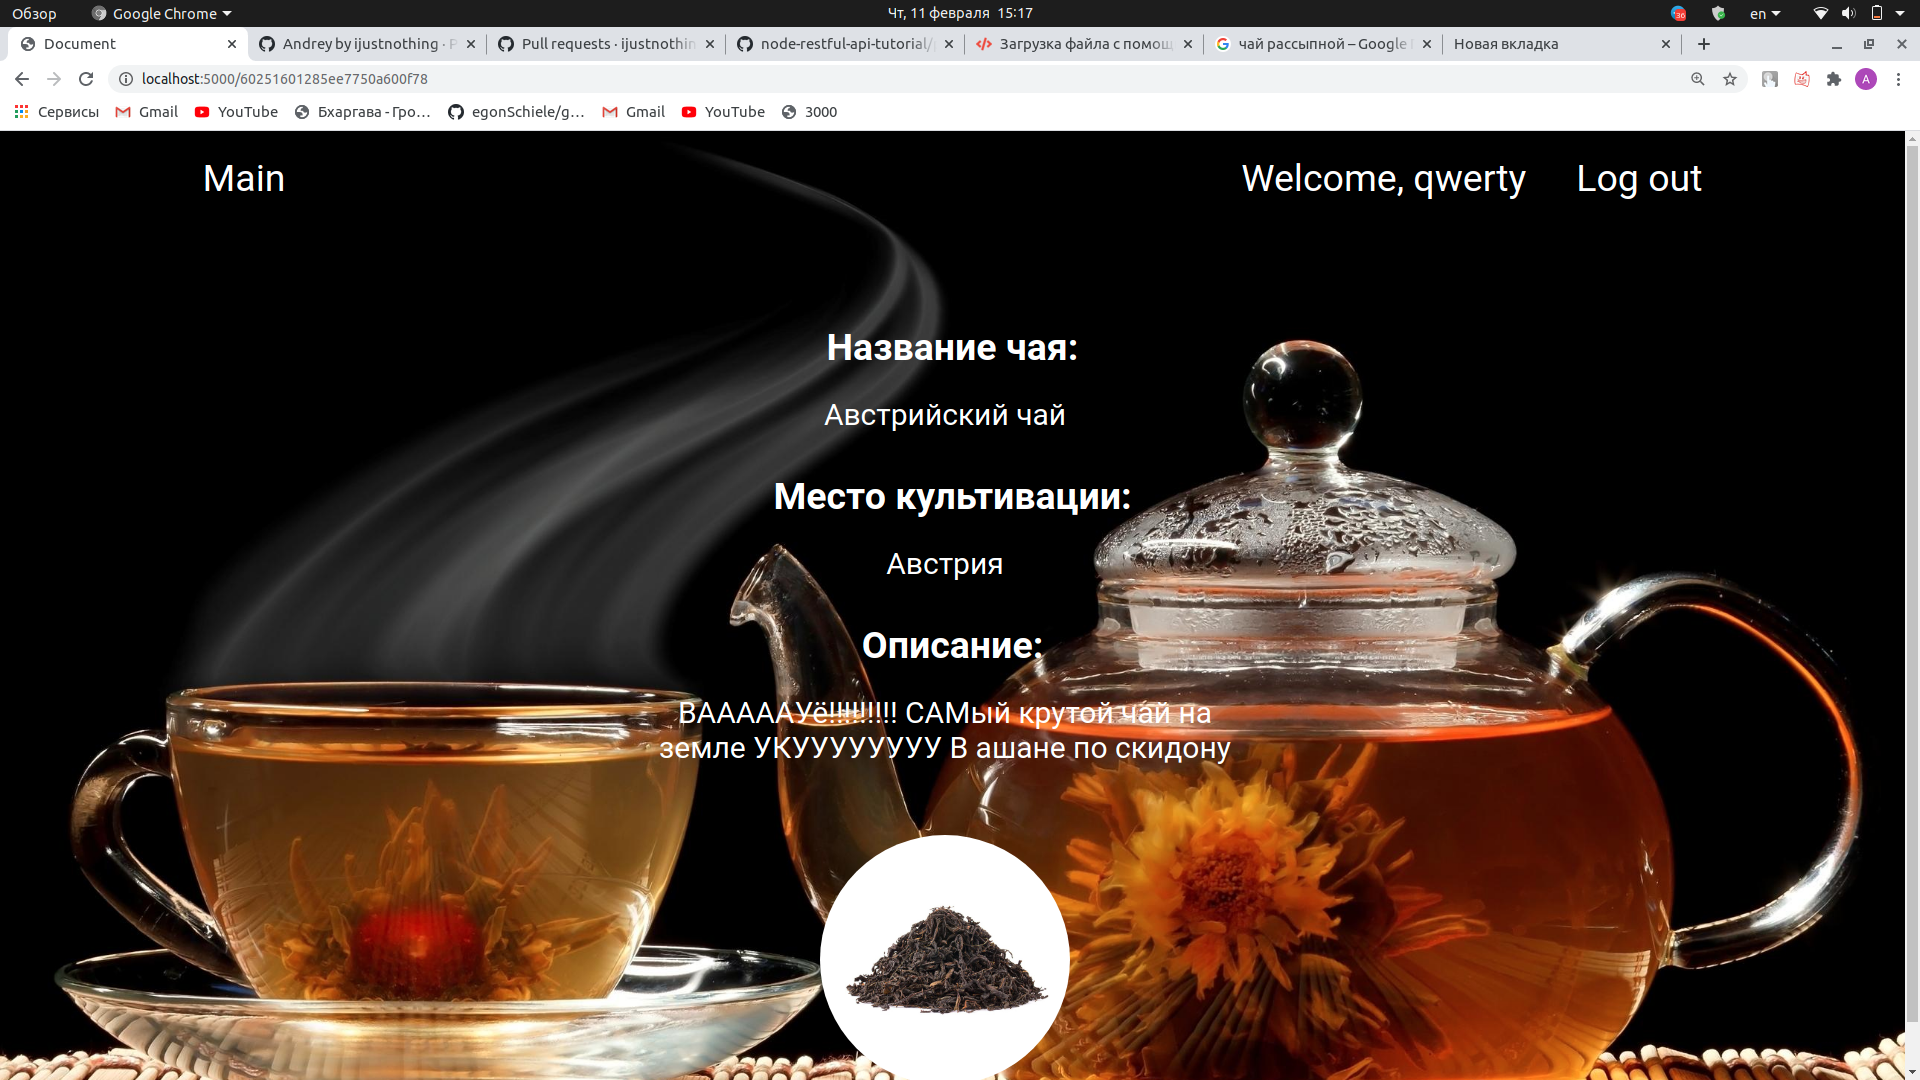 Обзор
Google Chrome
Чт, 11 февраля 15:17
36
en
Document
Andrey by ijustnothing · P
Pull requests · ijustnothin
node-restful-api-tutorial/
Загрузка файла с помощ
чай рассыпной – Google
Новая вкладка
localhost:5000/60251601285ee7750a600f78
A
Сервисы
Gmail
YouTube
Бхаргава - Гро...
egonSchiele/g...
Gmail
YouTube
3000
Main
Welcome, qwerty
Log out
Название чая:
Австрийский чай
Место культивации:
Австрия
Описание:
ВАААААУё!!!!!!!!! САМый крутой чай на
земле УКУУУУУУУУ В ашане по скидону